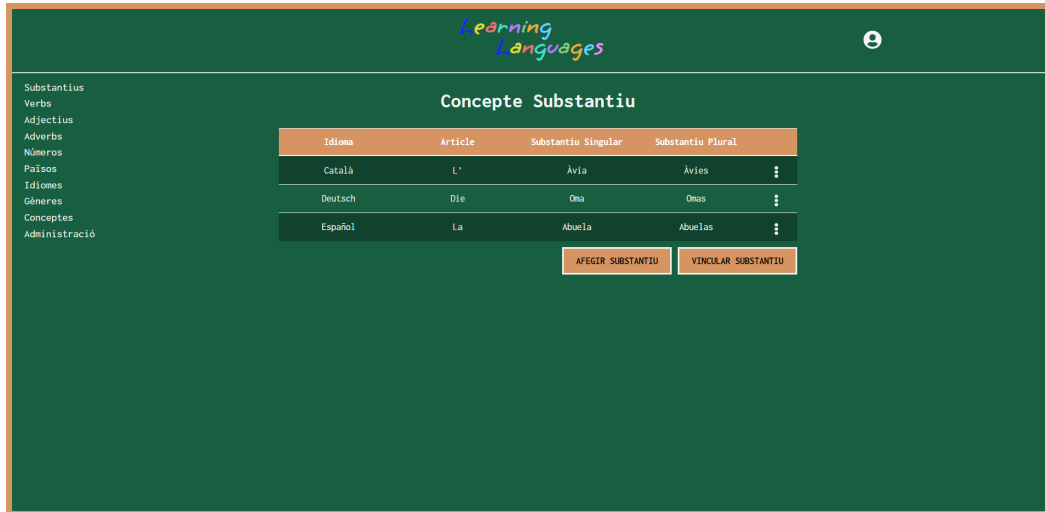 Learning
Languages
Substantius
Verbs
Adjectius
Adverbs
Números
Països
Idiomes
Gèneres
Conceptes
Administració
Concepte Substantiu
Idioma Article Substantiu Singular Substantiu Plural
Català L' Àvia Àvies
Deutsch Die Oma Omas
Español La Abuela Abuelas
AFEGIR SUBSTANTIU VINCULAR SUBSTANTIU